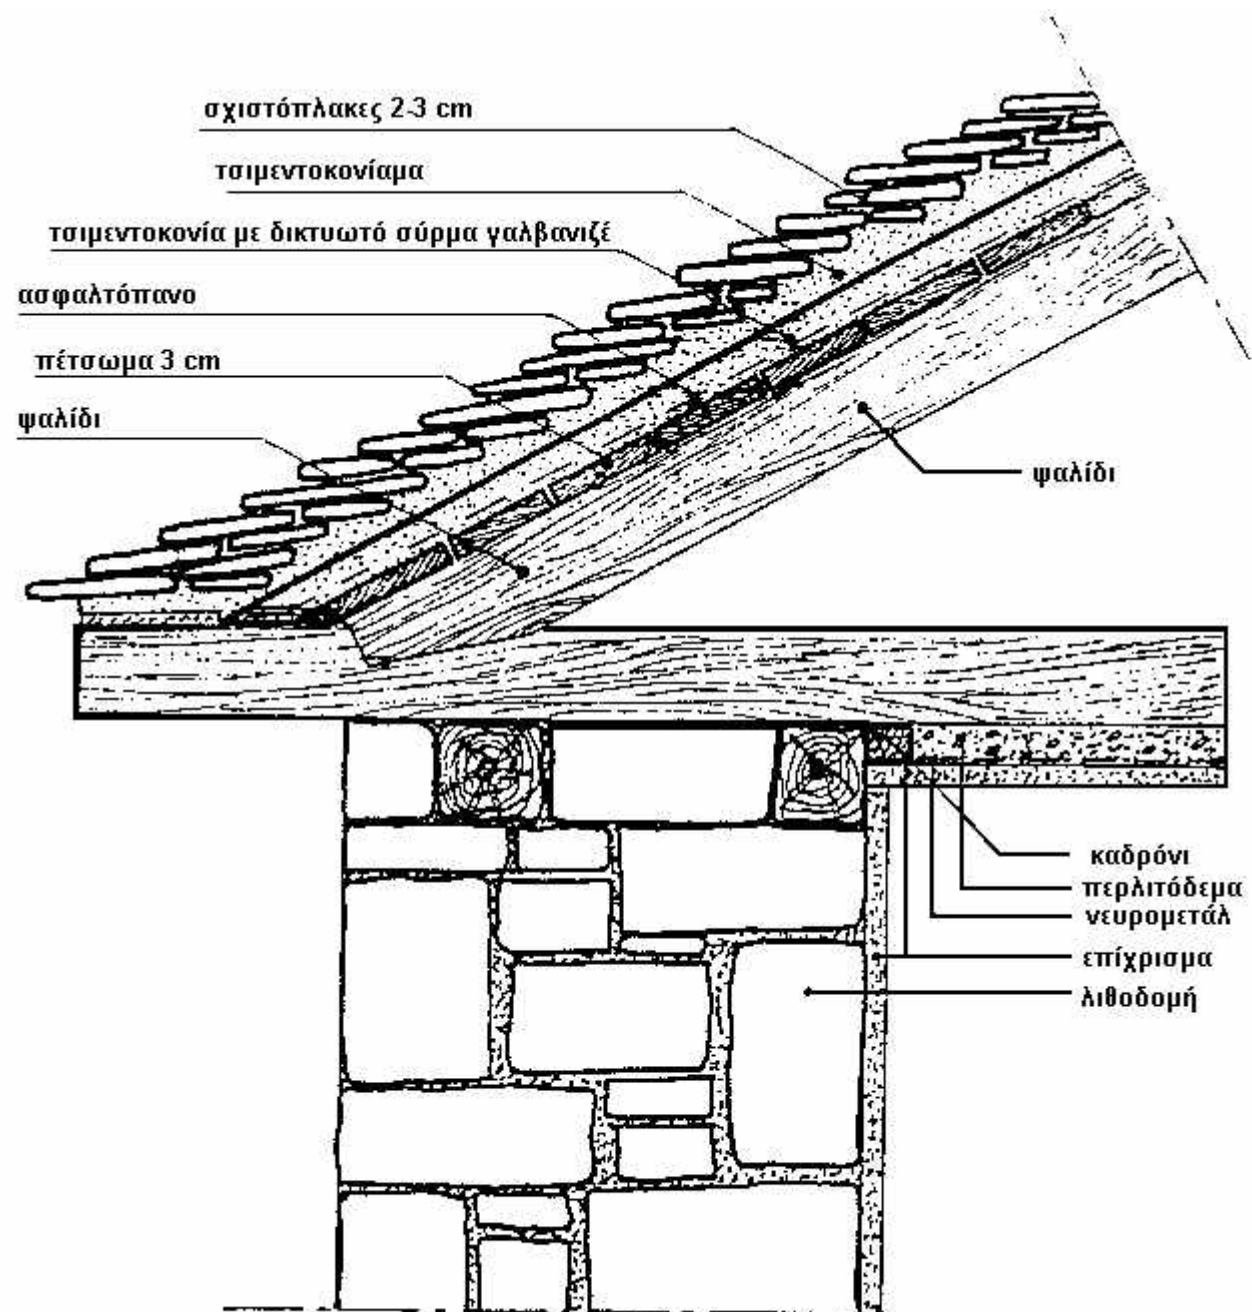 σχιστόπλακες 2-3 cm
τσιμεντοκονίαμα
τσιμεντοκονία με δικτυωτό σύρμα γαλβανιζέ
ασφαλτόπανο
πέτσωμα 3 cm
ψαλίδι
ψαλίδι
καδρόνι
περλιτόδεμα
νευρομετάλ
επίχρισμα
λιθοδομή